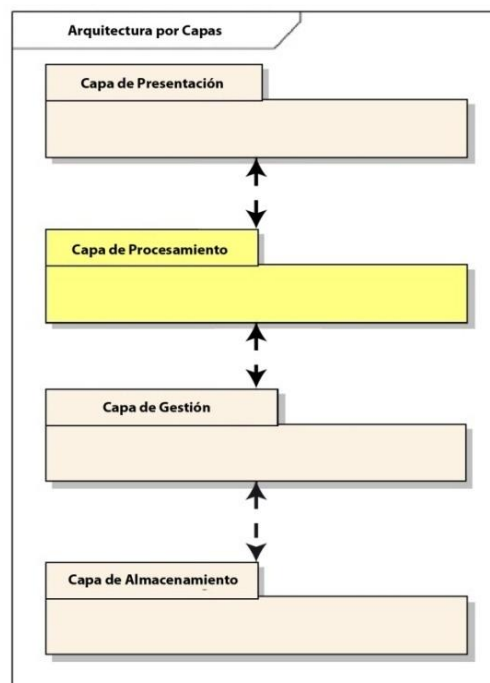 Arquitectura por Capas
Capa de Presentación
Capa de Procesamiento
Capa de Gestión
Capa de Almacenamiento